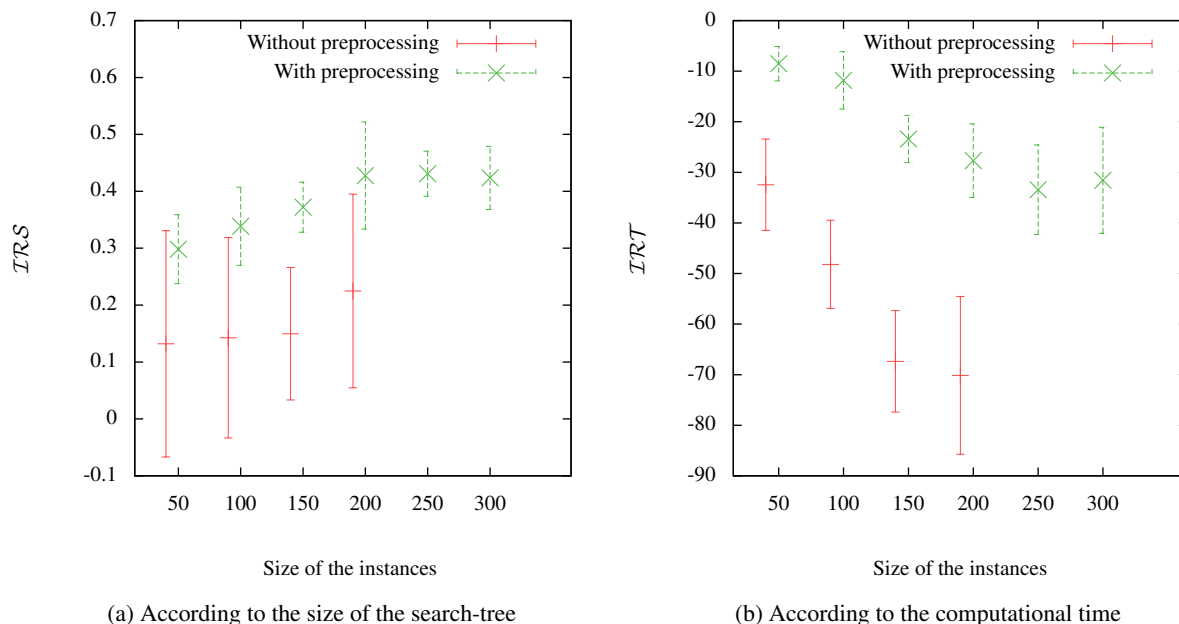 0.7
0.6
0.5
0.4
0.3
0.2
0.1
0
-0.1
IRS
Without preprocessing
With preprocessing
50 100 150 200 250 300
Size of the instances
(a) According to the size of the search-tree
0
-10
-20
-30
-40
-50
-60
-70
-80
-90
IRT
Without preprocessing
With preprocessing
50 100 150 200 250 300
Size of the instances
(b) According to the computational time